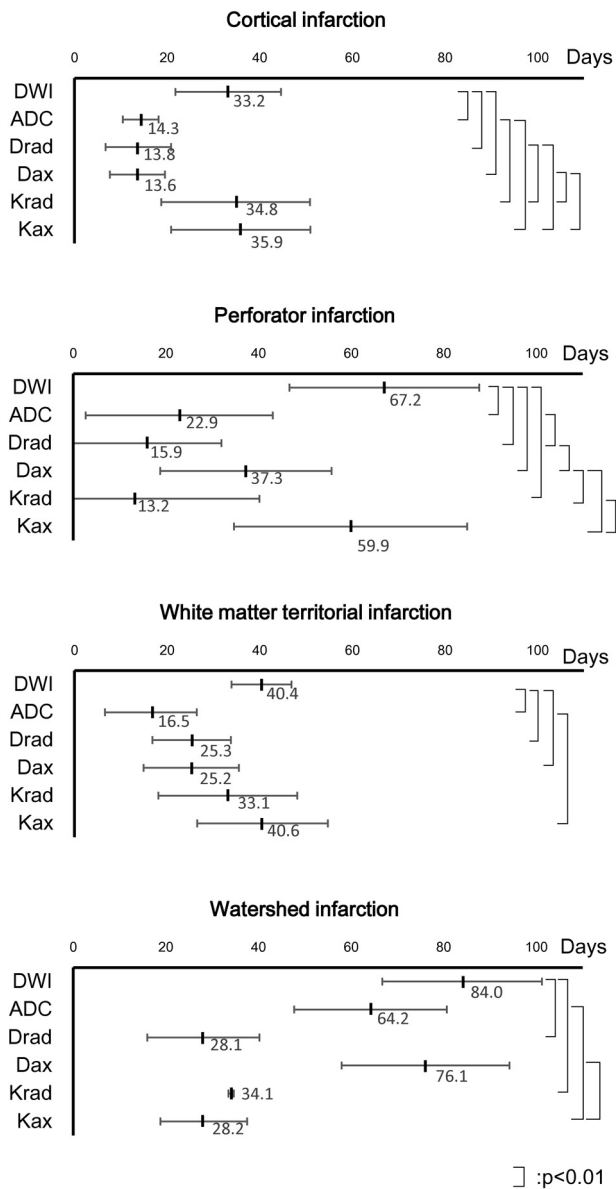 Cortical infarction
0 20 40 60 80 100 Days
DWI 33.2
ADC 14.3
Drad 13.8
Dax 13.6
Krad 34.8
Kax 35.9
Perforator infarction
0 20 40 60 80 100 Days
DWI 67.2
ADC 22.9
Drad 15.9
Dax 37.3
Krad 13.2
Kax 59.9
White matter territorial infarction
0 20 40 60 80 100 Days
DWI 40.4
ADC 16.5
Drad 25.3
Dax 25.2
Krad 33.1
Kax 40.6
Watershed infarction
0 20 40 60 80 100 Days
DWI 84.0
ADC 64.2
Drad 28.1
Dax 76.1
Krad 34.1
Kax 28.2
:p<0.01